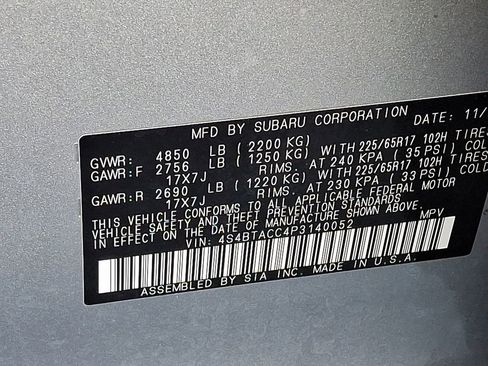 MFD BY SUBARU CORPORATION DATE: 11/
GVWR: 4850 LB (2200 KG)
GAWR:F 2756 LB (1250 KG) WITH 225/65R17 102H TIRES
17X7J RIMS. AT 240 KPA (35 PSI) COLD
GAWR:R 2690 LB (1220 KG) WITH 225/65R17 102H TIRES
17X7J RIMS. AT 230 KPA (33 PSI) COLD
THIS VEHICLE CONFORMS TO ALL APPLICABLE FEDERAL MOTOR
VEHICLE SAFETY AND THEFT PREVENTION STANDARDS
IN EFFECT ON THE DATE OF MANUFACTURE SHOWN ABOVE.
VIN: 4S4BTACC4P3140052 MPV
ASSEMBLED BY SIA INC. MADE IN U.S.A.